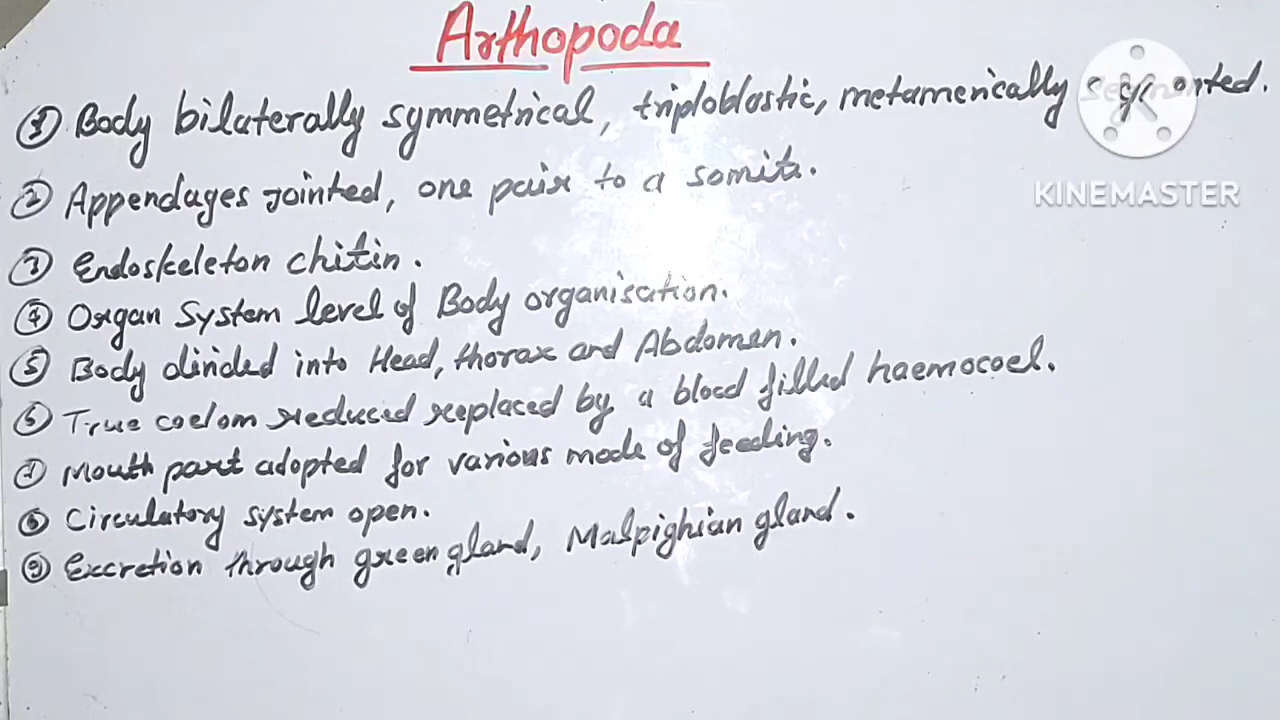 Arthopoda
① Body bilaterally symmetrical, triploblastic, metamerically segmented.
② Appendages Jointed, one pair to a somite.
③ Endoskeleton chitin.
④ Organ System level of Body organisation.
⑤ Body divided into Head, thorax and Abdomen.
⑥ True coelom reduced replaced by a blood filled haemocoel.
⑦ Mouth part adopted for various mode of feeding.
⑧ Circulatory system open.
⑨ Excretion through green gland, Malpighian gland.
KINEMASTER